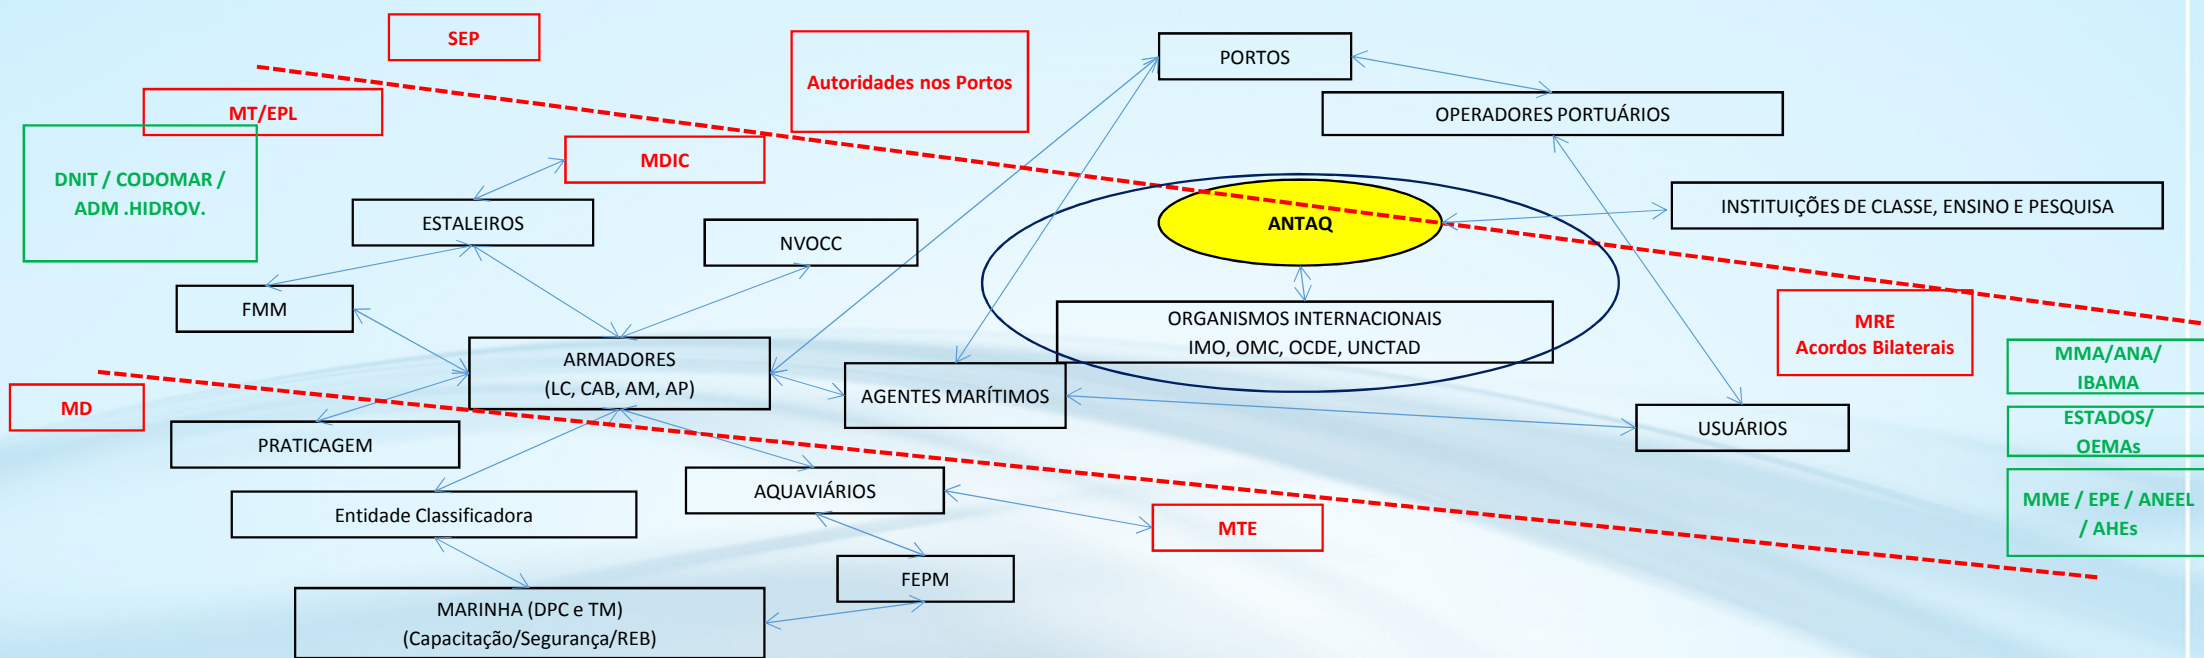 SEP
Autoridades nos Portos
PORTOS
MT/EPL
OPERADORES PORTUÁRIOS
DNIT / CODOMAR /
ADM .HIDROV.
MDIC
ESTALEIROS
NVOCC
ANTAQ
INSTITUIÇÕES DE CLASSE, ENSINO E PESQUISA
FMM
ORGANISMOS INTERNACIONAIS
IMO, OMC, OCDE, UNCTAD
MRE
Acordos Bilaterais
ARMADORES
(LC, CAB, AM, AP)
AGENTES MARÍTIMOS
MMA/ANA/
IBAMA
MD
PRATICAGEM
USUÁRIOS
ESTADOS/
OEMAs
AQUAVIÁRIOS
Entidade Classificadora
MTE
MME / EPE / ANEEL
/ AHEs
FEPM
MARINHA (DPC e TM)
(Capacitação/Segurança/REB)